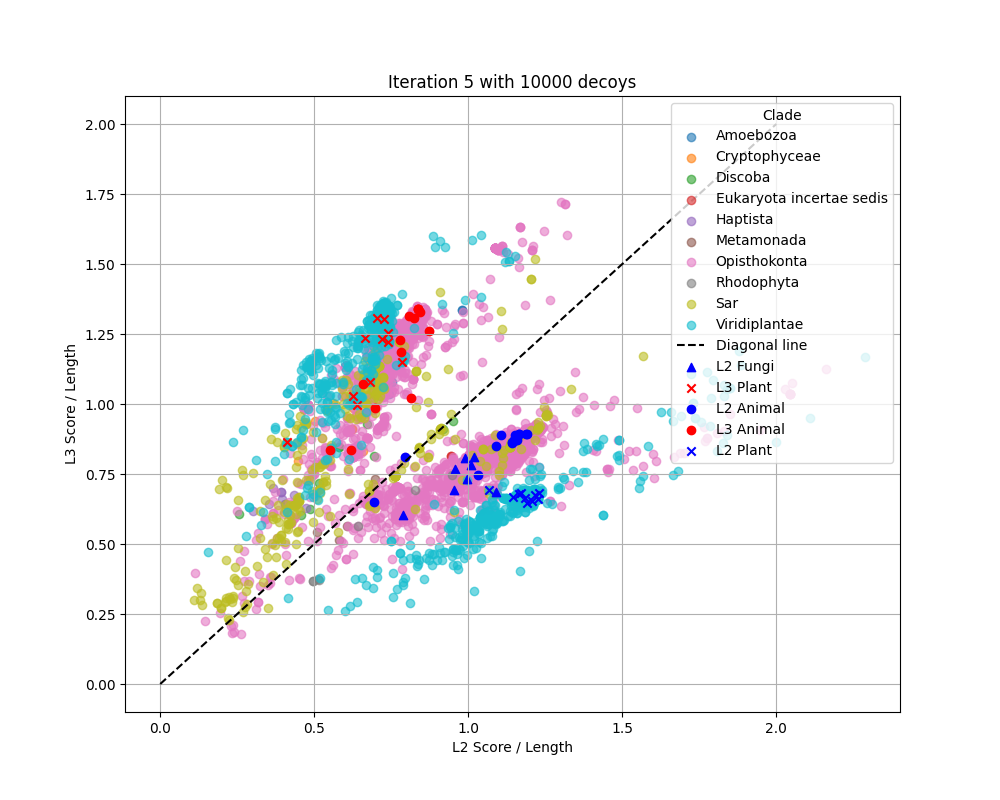 Iteration 5 with 10000 decoys
L3 Score / Length
2.00
1.75
1.50
1.25
1.00
0.75
0.50
0.25
0.00
0.0
0.5
1.0
1.5
2.0
L2 Score / Length
Clade
Amoebozoa
Cryptophyceae
Discoba
Eukaryota incertae sedis
Haptista
Metamonada
Opisthokonta
Rhodophyta
Sar
Viridiplantae
Diagonal line
L2 Fungi
L3 Plant
L2 Animal
L3 Animal
L2 Plant